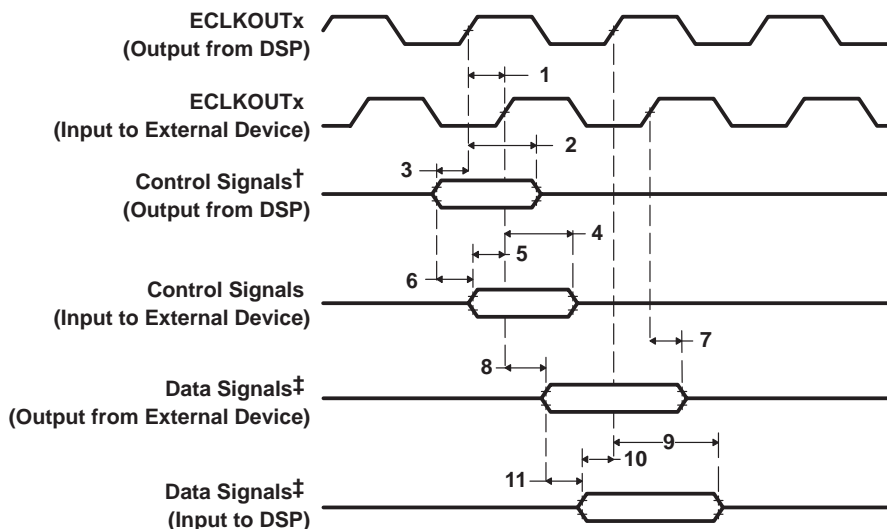 ECLKOUTx
(Output from DSP)
1
ECLKOUTx
(Input to External Device)
2
3
Control Signals†
(Output from DSP)
4
5
6
Control Signals
(Input to External Device)
7
8
Data Signals‡
(Output from External Device)
9
10
11
Data Signals‡
(Input to DSP)